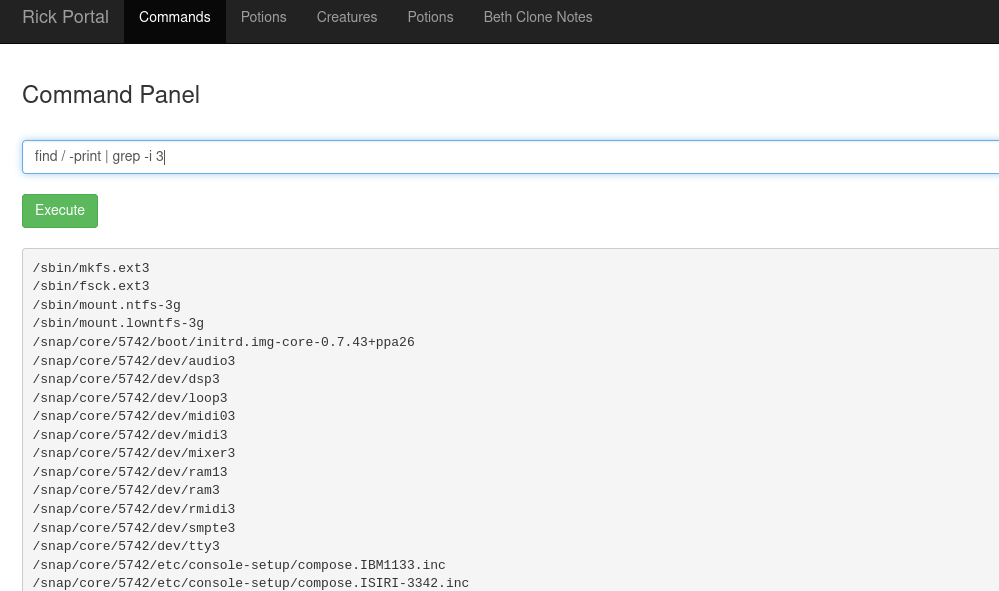 Rick Portal Commands Potions Creatures Potions Beth Clone Notes
Command Panel
find / -print | grep -i 3
Execute
/sbin/mkfs.ext3
/sbin/fsck.ext3
/sbin/mount.ntfs-3g
/sbin/mount.lowntfs-3g
/snap/core/5742/boot/initrd.img-core-0.7.43+ppa26
/snap/core/5742/dev/audio3
/snap/core/5742/dev/dsp3
/snap/core/5742/dev/loop3
/snap/core/5742/dev/midi03
/snap/core/5742/dev/midi3
/snap/core/5742/dev/mixer3
/snap/core/5742/dev/ram13
/snap/core/5742/dev/ram3
/snap/core/5742/dev/rmidi3
/snap/core/5742/dev/smpte3
/snap/core/5742/dev/tty3
/snap/core/5742/etc/console-setup/compose.IBM1133.inc
/snap/core/5742/etc/console-setup/compose.ISIRI-3342.inc